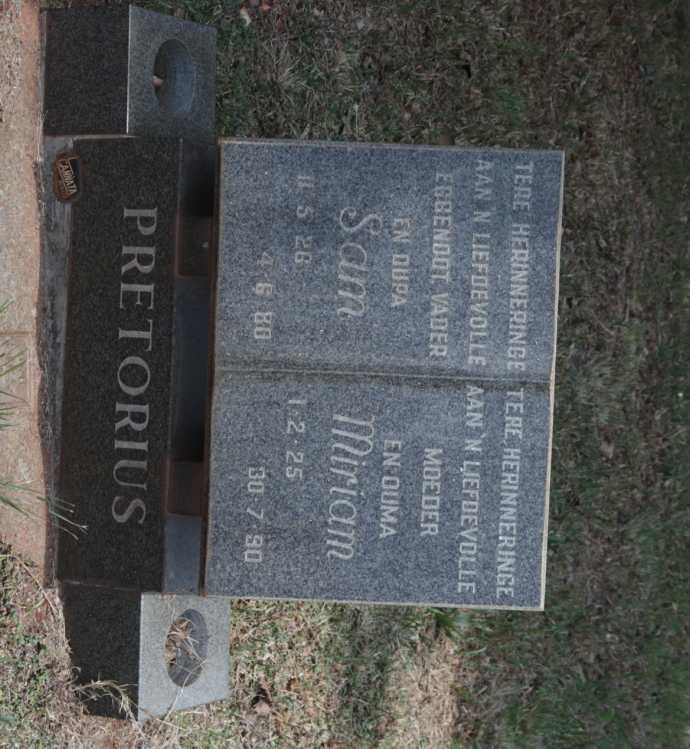 TERE HERINNERINGE
AAN N LIEFDEVOLLE
EGGENOOT VADER
EN OUPA
Sam
11 · 5 · 26
4 · 6 · 80
TERE HERINNERINGE
AAN N LIEFDEVOLLE
MOEDER
EN OUMA
Miriam
1 · 2 · 25
30 · 7 · 90
PRETORIUS